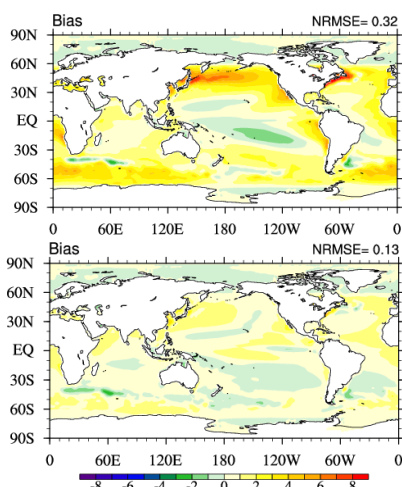 Bias NRMSE= 0.32
90N
60N
30N
EQ
30S
60S
90S
0 60E 120E 180 120W 60W 0
Bias NRMSE= 0.13
90N
60N
30N
EQ
30S
60S
90S
0 60E 120E 180 120W 60W 0
-8 -6 -4 -2 0 2 4 6 8